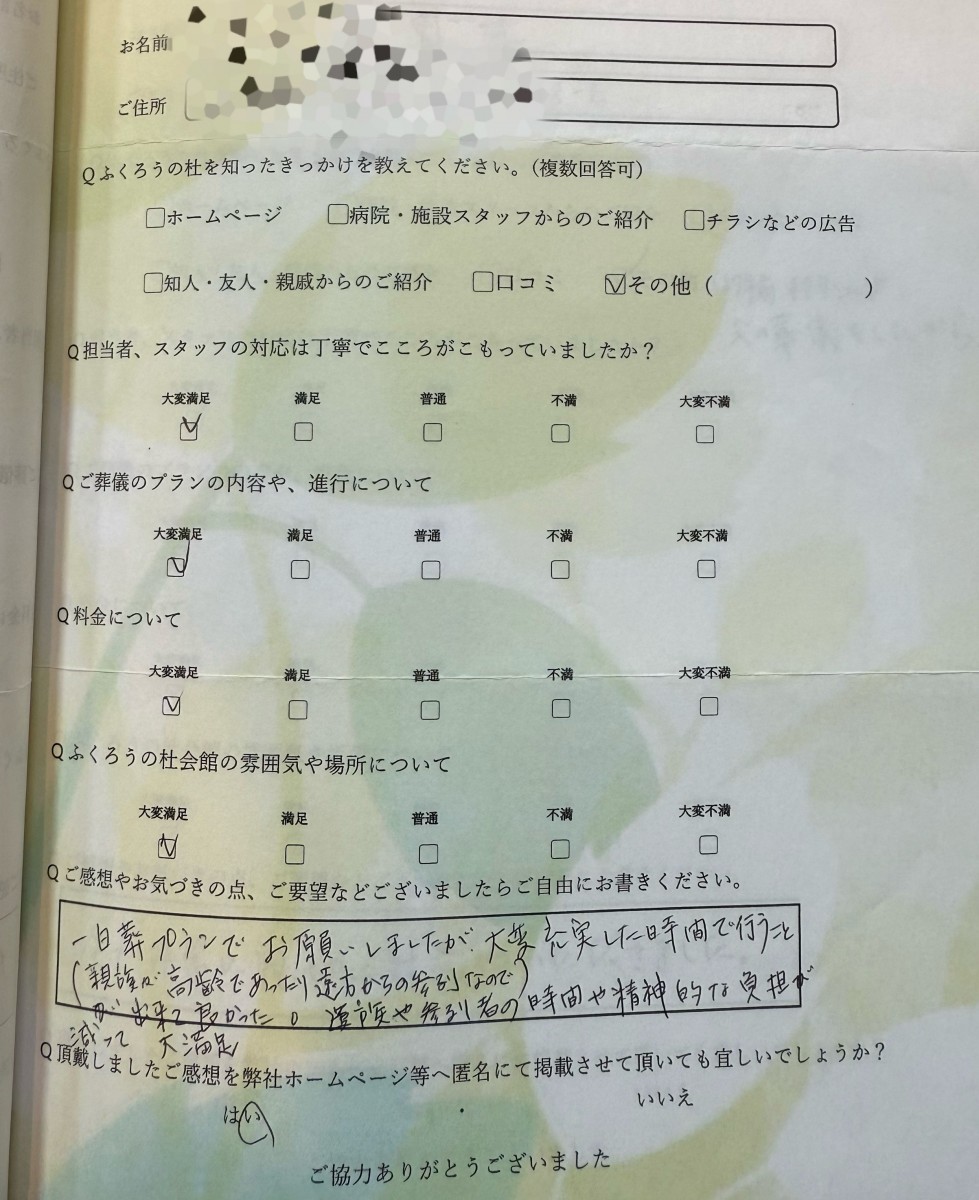 お名前
ご住所
Qふくろうの杜を知ったきっかけを教えてください。(複数回答可)
□ホームページ □病院・施設スタッフからのご紹介 □チラシなどの広告
□知人・友人・親戚からのご紹介 □口コミ ☑その他( )
Q担当者、スタッフの対応は丁寧でこころがこもっていましたか?
大変満足 満足 普通 不満 大変不満
☑ □ □ □ □
Qご葬儀のプランの内容や、進行について
大変満足 満足 普通 不満 大変不満
☑ □ □ □ □
Q料金について
大変満足 満足 普通 不満 大変不満
☑ □ □ □ □
Qふくろうの杜会館の雰囲気や場所について
大変満足 満足 普通 不満 大変不満
☑ □ □ □ □
Qご感想やお気づきの点、ご要望などございましたらご自由にお書きください。
一日葬プランで お願いしましたが、大変充実した時間で行うこと
(親族が高齢であったり遠方からの参列なので)
が出来て良かった。遺族や参列者の時間や精神的な負担が
減って 大満足
Q頂戴しましたご感想を弊社ホームページ等へ匿名にて掲載させて頂いても宜しいでしょうか?
はい いいえ
ご協力ありがとうございました